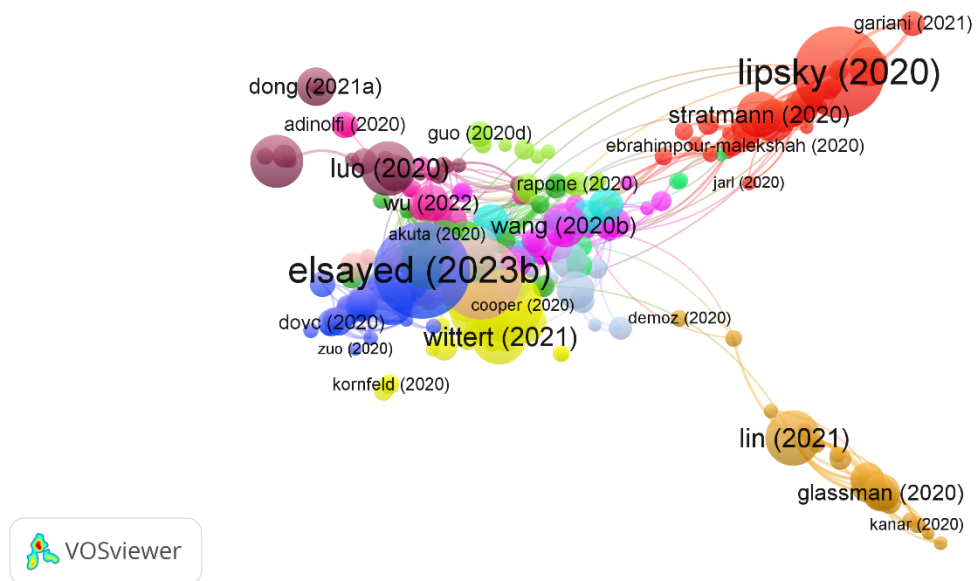 gariani (2021)
lipsky (2020)
dong (2021a)
stratmann (2020)
adinolfi (2020)
guo (2020d)
ebrahimpour-malekshah (2020)
luo (2020)
rapone (2020)
jarl (2020)
wu (2022)
wang (2020b)
akuta (2020)
elsayed (2023b)
cooper (2020)
dovc (2020)
demoz (2020)
wittert (2021)
zuo (2020)
kornfeld (2020)
lin (2021)
glassman (2020)
kanar (2020)
VOSviewer